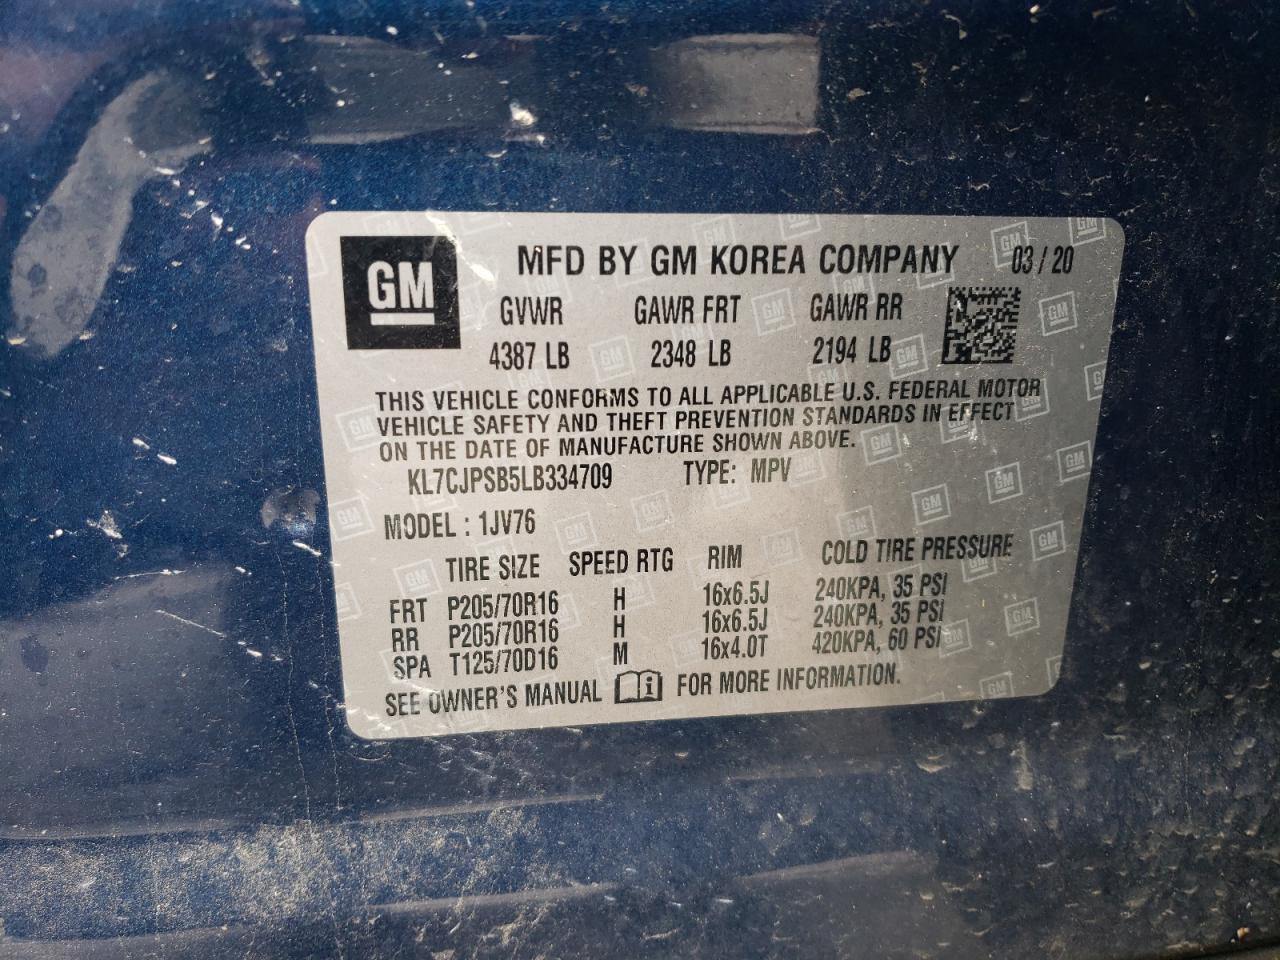 GM
MFD BY GM KOREA COMPANY 03/20
GVWR GAWR FRT GAWR RR
4387 LB 2348 LB 2194 LB
THIS VEHICLE CONFORMS TO ALL APPLICABLE U.S. FEDERAL MOTOR
VEHICLE SAFETY AND THEFT PREVENTION STANDARDS IN EFFECT
ON THE DATE OF MANUFACTURE SHOWN ABOVE.
KL7CJPSB5LB334709 TYPE: MPV
MODEL : 1JV76
TIRE SIZE SPEED RTG RIM COLD TIRE PRESSURE
FRT P205/70R16 H 16x6.5J 240KPA, 35 PSI
RR P205/70R16 H 16x6.5J 240KPA, 35 PSI
SPA T125/70D16 M 16x4.0T 420KPA, 60 PSI
SEE OWNER'S MANUAL i FOR MORE INFORMATION.